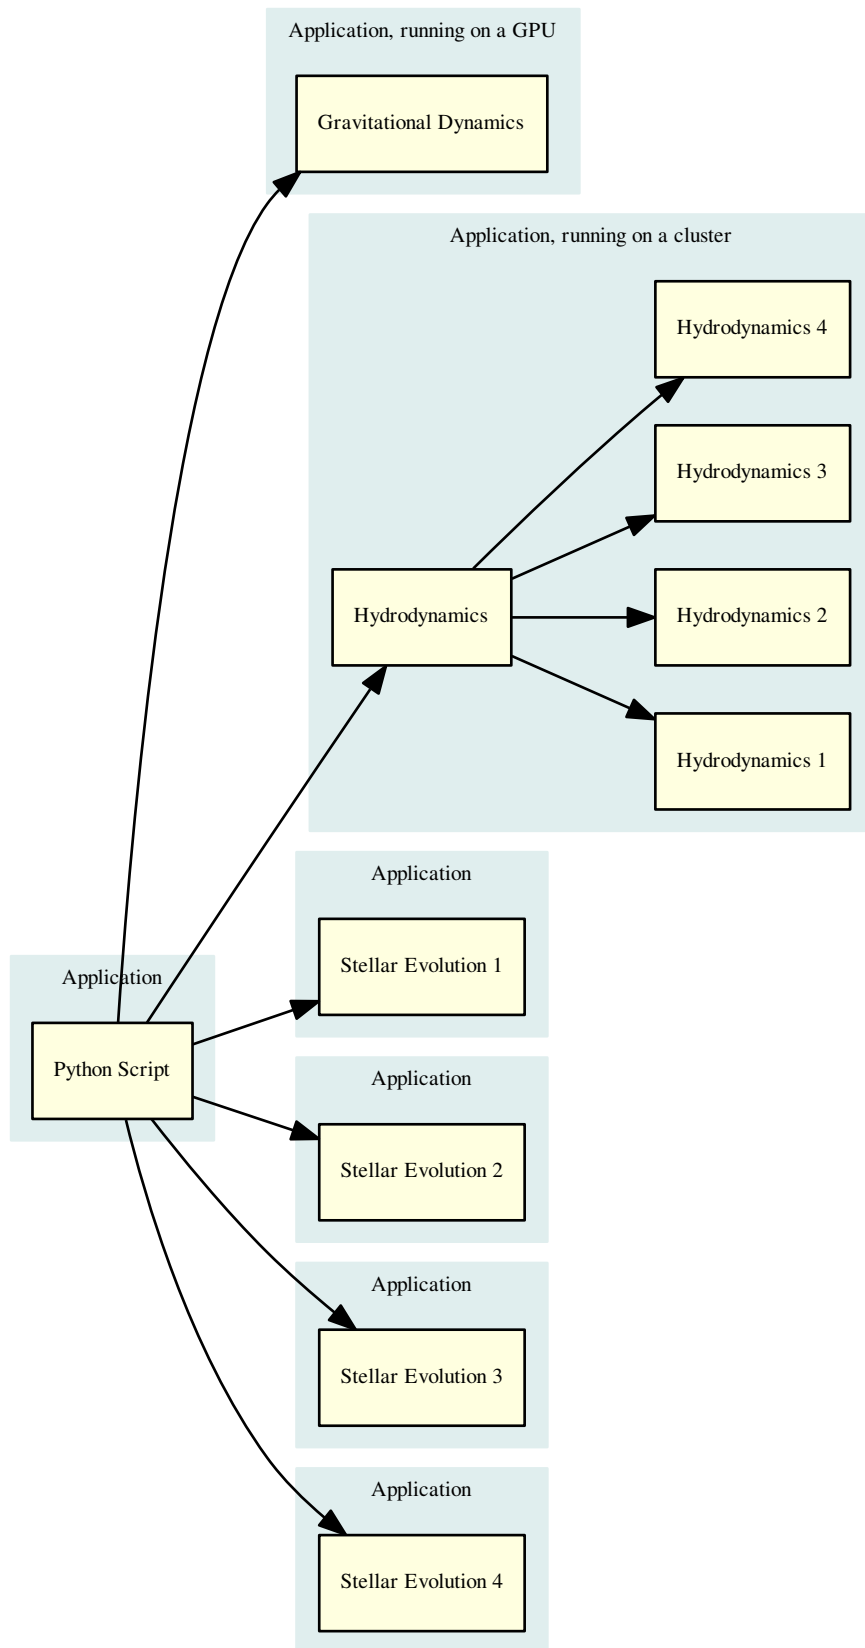 Application, running on a GPU
Gravitational Dynamics
Application, running on a cluster
Hydrodynamics 4
Hydrodynamics 3
Hydrodynamics
Hydrodynamics 2
Hydrodynamics 1
Application
Stellar Evolution 1
Application
Python Script
Application
Stellar Evolution 2
Application
Stellar Evolution 3
Application
Stellar Evolution 4